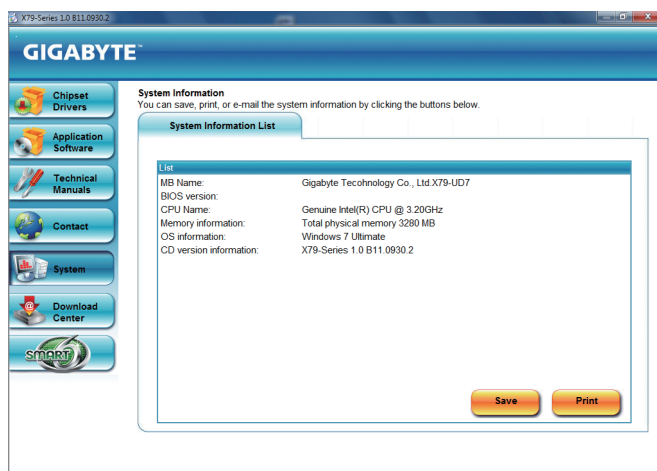 X79-Series 1.0 B11.0930.2
GIGABYTE™
Chipset
Drivers
Application
Software
Technical
Manuals
Contact
System
Download
Center
SMART6
System Information
You can save, print, or e-mail the system information by clicking the buttons below.
System Information List
List
MB Name: Gigabyte Tecohnology Co., Ltd.X79-UD7
BIOS version:
CPU Name: Genuine Intel(R) CPU @ 3.20GHz
Memory information: Total physical memory 3280 MB
OS information: Windows 7 Ultimate
CD version information: X79-Series 1.0 B11.0930.2
Save Print